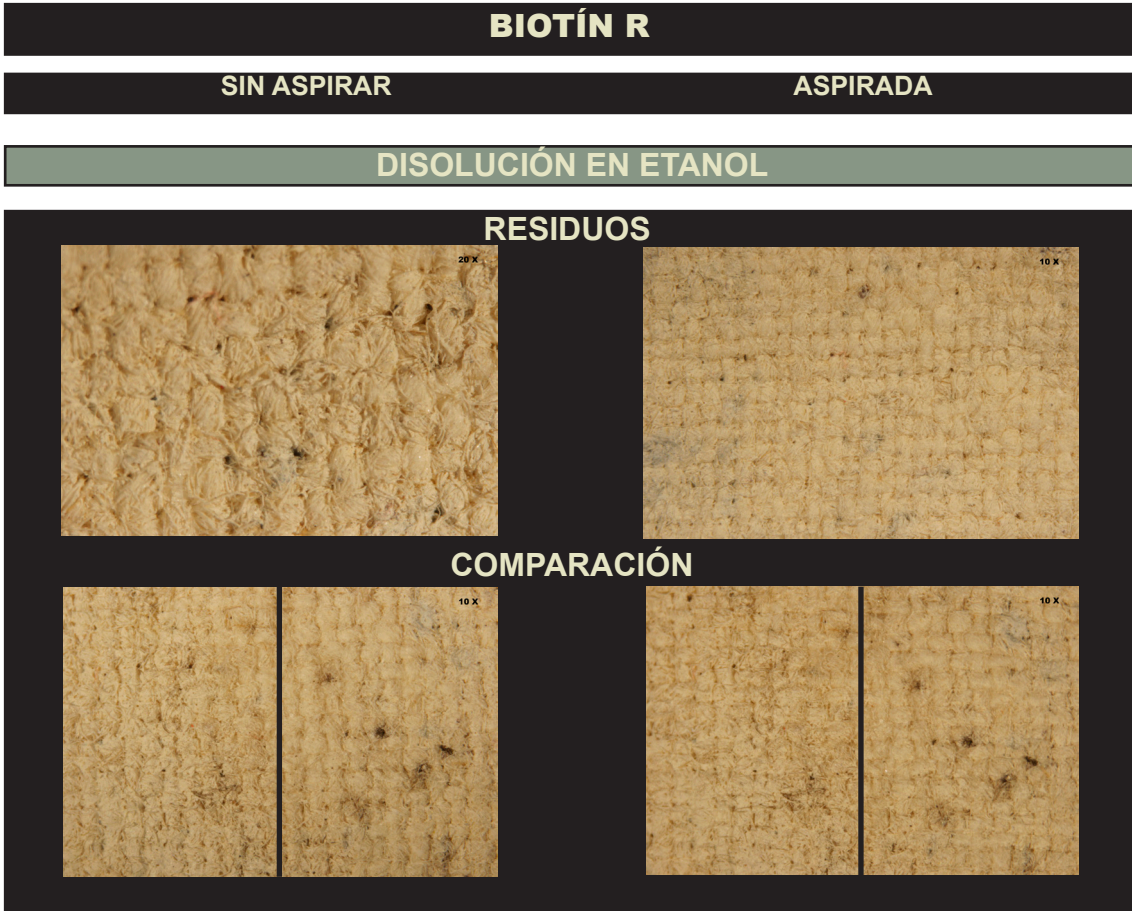 BIOTÍN R
SIN ASPIRAR
ASPIRADA
DISOLUCIÓN EN ETANOL
RESIDUOS
20 X
10 X
COMPARACIÓN
10 X
10 X